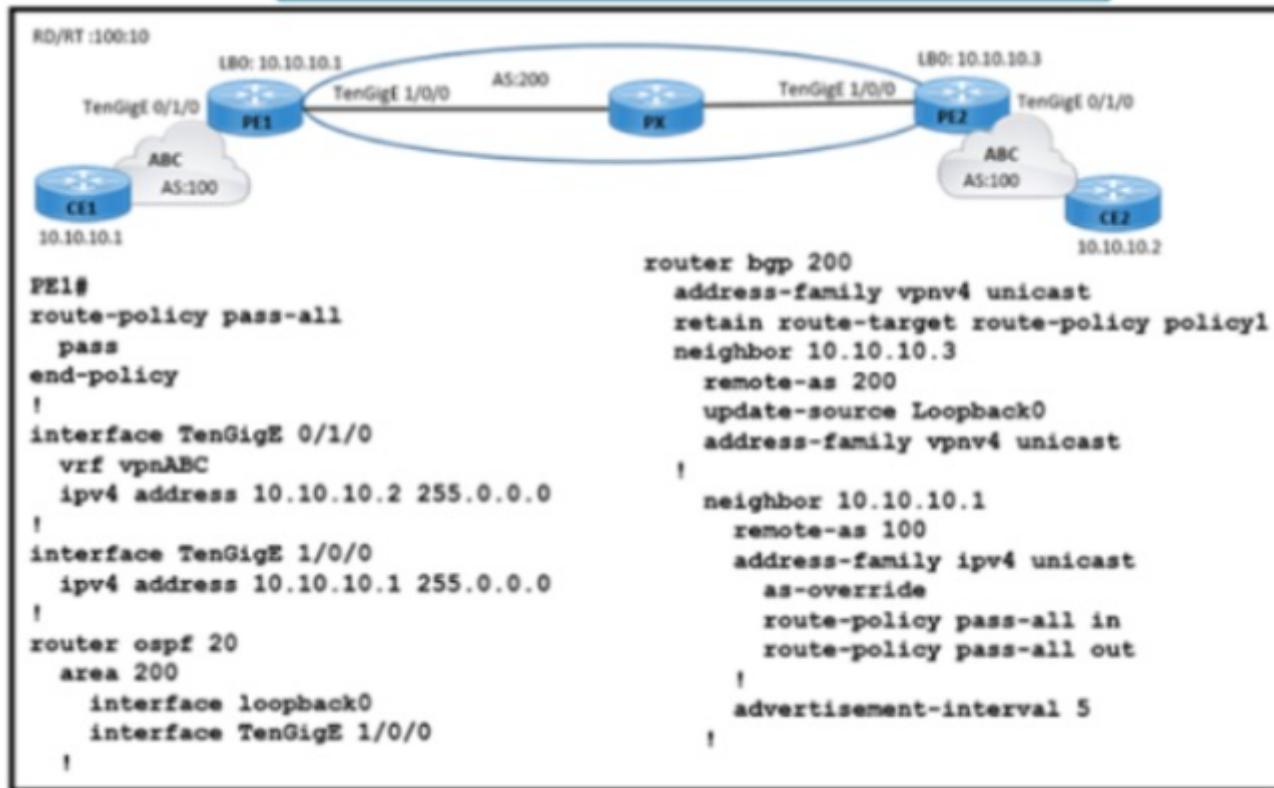 RD/RT :100:10
LB0: 10.10.10.1
AS:200
LB0: 10.10.10.3
TenGigE 0/1/0
TenGigE 1/0/0
TenGigE 1/0/0
TenGigE 0/1/0
PE1
PX
PE2
ABC
AS:100
ABC
AS:100
CE1
CE2
10.10.10.1
10.10.10.2
PE1#
route-policy pass-all
pass
end-policy
!
interface TenGigE 0/1/0
vrf vpnABC
ipv4 address 10.10.10.2 255.0.0.0
!
interface TenGigE 1/0/0
ipv4 address 10.10.10.1 255.0.0.0
!
router ospf 20
area 200
interface loopback0
interface TenGigE 1/0/0
!
router bgp 200
address-family vpnv4 unicast
retain route-target route-policy policy1
neighbor 10.10.10.3
remote-as 200
update-source Loopback0
address-family vpnv4 unicast
!
neighbor 10.10.10.1
remote-as 100
address-family ipv4 unicast
as-override
route-policy pass-all in
route-policy pass-all out
!
advertisement-interval 5
!